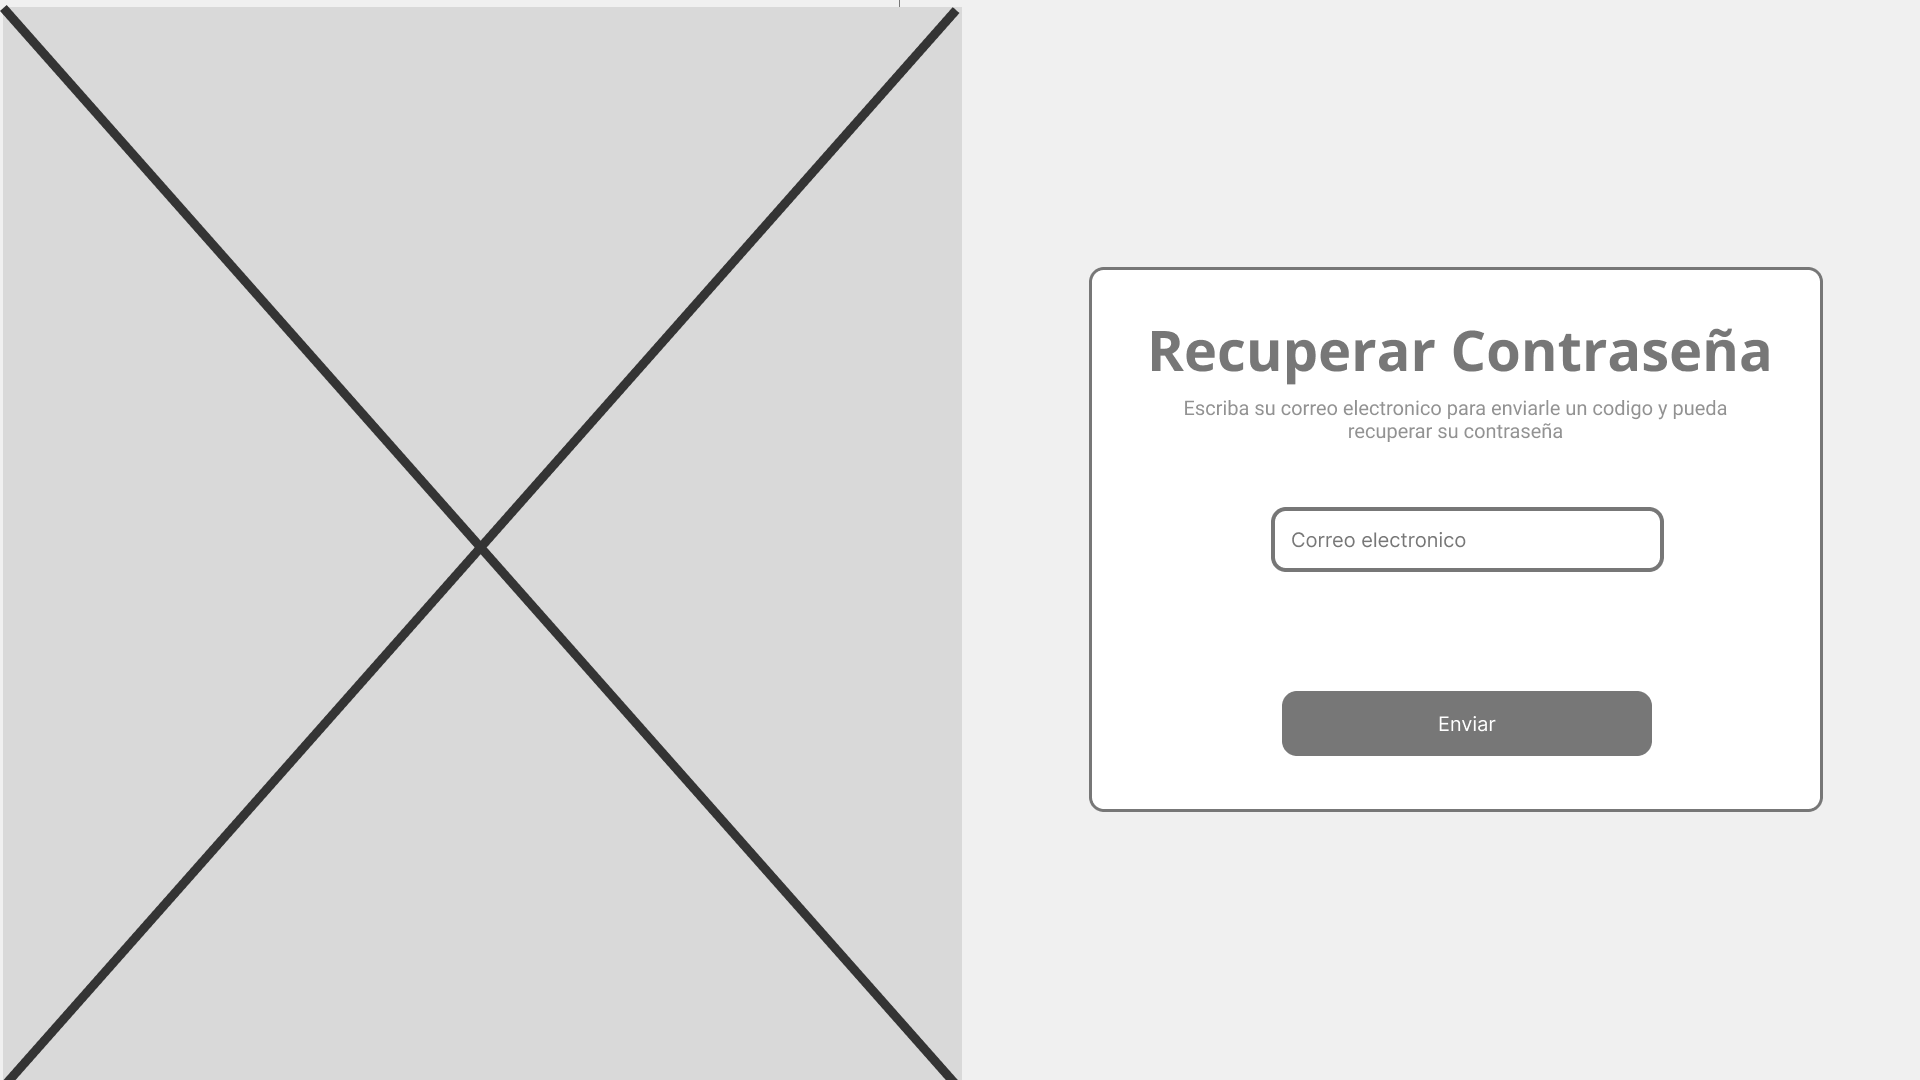 Recuperar Contraseña
Escriba su correo electronico para enviarle un codigo y pueda
recuperar su contraseña
Correo electronico
Enviar